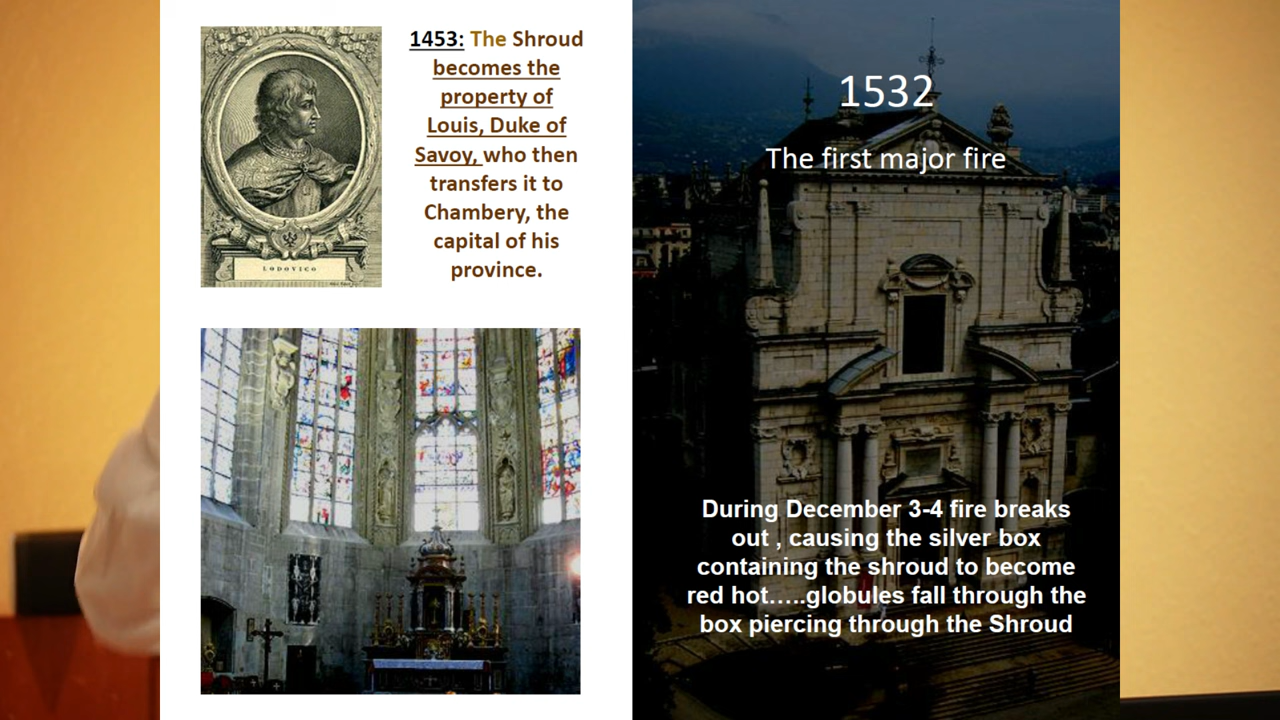 1453: The Shroud
becomes the
property of
Louis, Duke of
Savoy, who then
transfers it to
Chambery, the
capital of his
province.
LODOVICO
1532
The first major fire
During December 3-4 fire breaks
out , causing the silver box
containing the shroud to become
red hot…..globules fall through the
box piercing through the Shroud